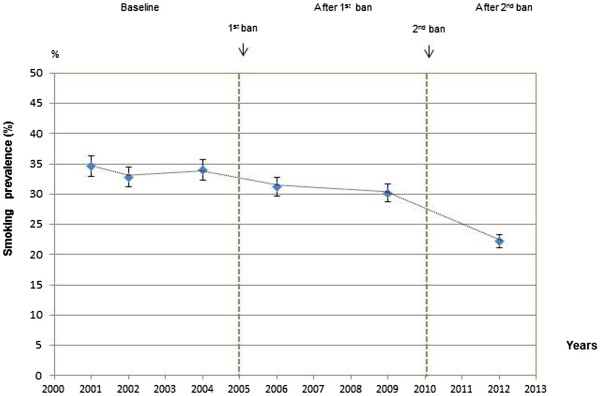 Baseline
After 1st ban
After 2nd ban
1st ban
2nd ban
%
50
45
40
35
30
25
20
15
10
5
0
Smoking prevalence (%)
2000 2001 2002 2003 2004 2005 2006 2007 2008 2009 2010 2011 2012 2013
Years